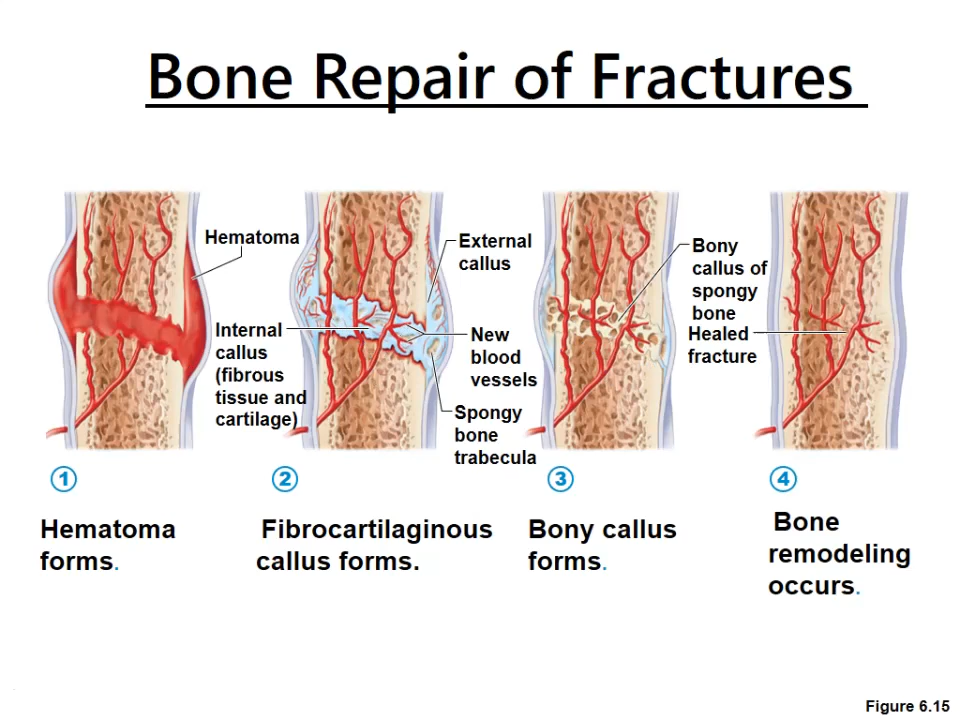 Bone Repair of Fractures
Hematoma
Internal
callus
(fibrous
tissue and
cartilage)
External
callus
New
blood
vessels
Spongy
bone
trabecula
Bony
callus of
spongy
bone
Healed
fracture
1
Hematoma
forms.
2
Fibrocartilaginous
callus forms.
3
Bony callus
forms.
4
Bone
remodeling
occurs.
Figure 6.15